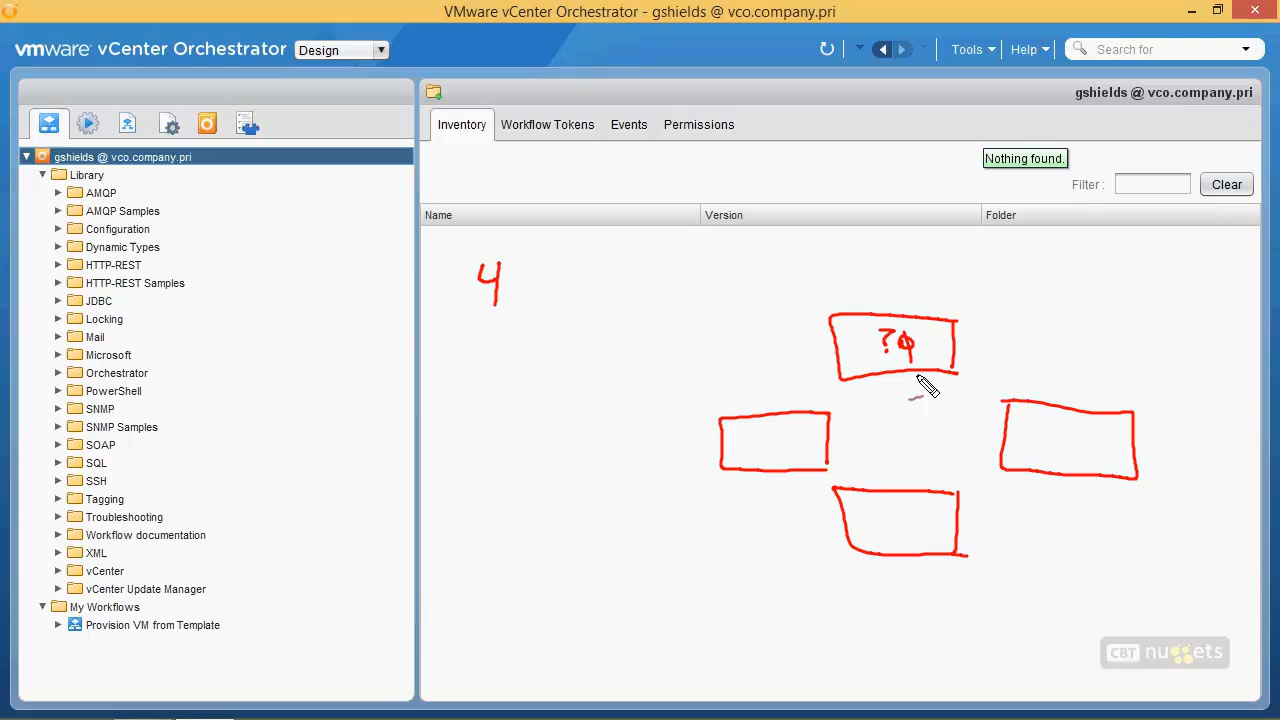 VMware vCenter Orchestrator - gshields @ vco.company.pri
vmware vCenter Orchestrator Design Tools Help Search for
gshields @ vco.company.pri
Inventory Workflow Tokens Events Permissions
Nothing found.
Filter : Clear
Name Version Folder
gshields @ vco.company.pri
Library
AMQP
AMQP Samples
Configuration
Dynamic Types
HTTP-REST
HTTP-REST Samples
JDBC
Locking
Mail
Microsoft
Orchestrator
PowerShell
SNMP
SNMP Samples
SOAP
SQL
SSH
Tagging
Troubleshooting
Workflow documentation
XML
vCenter
vCenter Update Manager
My Workflows
Provision VM from Template
4
CBT nuggets